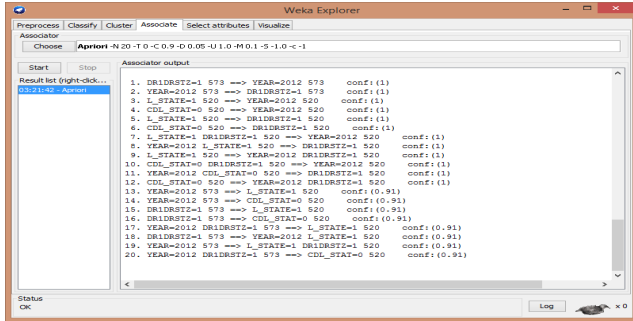 Weka Explorer
Preprocess Classify Cluster Associate Select attributes Visualize
Associator
Choose Apriori -N 20 -T 0 -C 0.9 -D 0.05 -U 1.0 -M 0.1 -S -1.0 -c -1
Start Stop
Associator output
Result list (right-click...
03:21:42 - Apriori
1. DR1DRSTZ=1 573 ==> YEAR=2012 573 conf:(1)
2. YEAR=2012 573 ==> DR1DRSTZ=1 573 conf:(1)
3. L_STATE=1 520 ==> YEAR=2012 520 conf:(1)
4. CDL_STAT=0 520 ==> YEAR=2012 520 conf:(1)
5. L_STATE=1 520 ==> DR1DRSTZ=1 520 conf:(1)
6. CDL_STAT=0 520 ==> DR1DRSTZ=1 520 conf:(1)
7. L_STATE=1 DR1DRSTZ=1 520 ==> YEAR=2012 520 conf:(1)
8. YEAR=2012 L_STATE=1 520 ==> DR1DRSTZ=1 520 conf:(1)
9. L_STATE=1 520 ==> YEAR=2012 DR1DRSTZ=1 520 conf:(1)
10. CDL_STAT=0 DR1DRSTZ=1 520 ==> YEAR=2012 520 conf:(1)
11. YEAR=2012 CDL_STAT=0 520 ==> DR1DRSTZ=1 520 conf:(1)
12. CDL_STAT=0 520 ==> YEAR=2012 DR1DRSTZ=1 520 conf:(1)
13. YEAR=2012 573 ==> L_STATE=1 520 conf:(0.91)
14. YEAR=2012 573 ==> CDL_STAT=0 520 conf:(0.91)
15. DR1DRSTZ=1 573 ==> L_STATE=1 520 conf:(0.91)
16. DR1DRSTZ=1 573 ==> CDL_STAT=0 520 conf:(0.91)
17. YEAR=2012 DR1DRSTZ=1 573 ==> L_STATE=1 520 conf:(0.91)
18. DR1DRSTZ=1 573 ==> YEAR=2012 L_STATE=1 520 conf:(0.91)
19. YEAR=2012 573 ==> L_STATE=1 DR1DRSTZ=1 520 conf:(0.91)
20. YEAR=2012 DR1DRSTZ=1 573 ==> CDL_STAT=0 520 conf:(0.91)
Status
OK
Log x 0